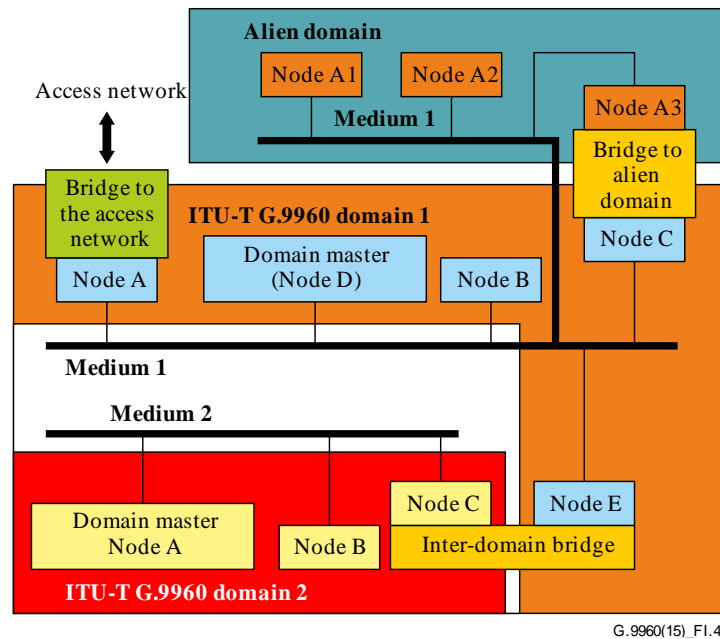 Alien domain
Node A1
Node A2
Access network
Medium 1
Node A3
Bridge to
alien
domain
Bridge to
the access
network
ITU-T G.9960 domain 1
Node C
Domain master
(Node D)
Node A
Node B
Medium 1
Medium 2
Node C
Node E
Domain master
Node A
Node B
Inter-domain bridge
ITU-T G.9960 domain 2
G.9960(15)_FI.4